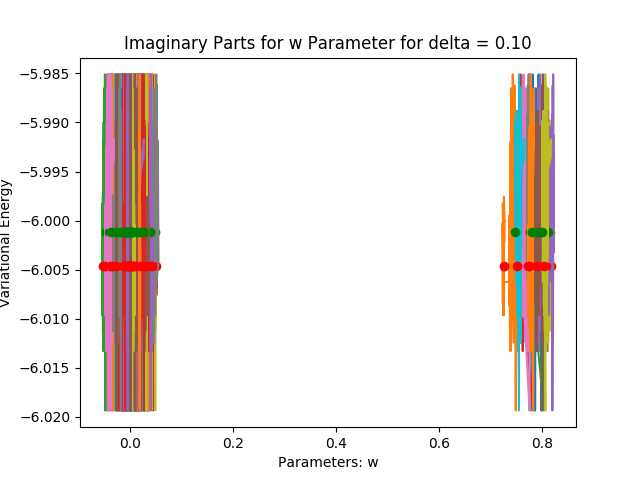 Imaginary Parts for w Parameter for delta = 0.10
−5.985
−5.990
−5.995
−6.000
−6.005
−6.010
−6.015
−6.020
Variational Energy
0.0 0.2 0.4 0.6 0.8
Parameters: w